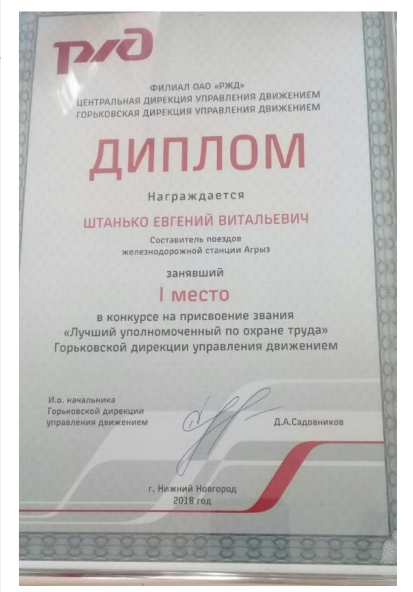 РЖД
ФИЛИАЛ ОАО «РЖД»
ЦЕНТРАЛЬНАЯ ДИРЕКЦИЯ УПРАВЛЕНИЯ ДВИЖЕНИЕМ
ГОРЬКОВСКАЯ ДИРЕКЦИЯ УПРАВЛЕНИЯ ДВИЖЕНИЕМ
ДИПЛОМ
Награждается
ШТАНЬКО ЕВГЕНИЙ ВИТАЛЬЕВИЧ
Составитель поездов
железнодорожной станции Агрыз
занявший
I место
в конкурсе на присвоение звания
«Лучший уполномоченный по охране труда»
Горьковской дирекции управления движением
И.о. начальника
Горьковской дирекции
управления движением
Д.А.Садовников
г. Нижний Новгород
2018 год